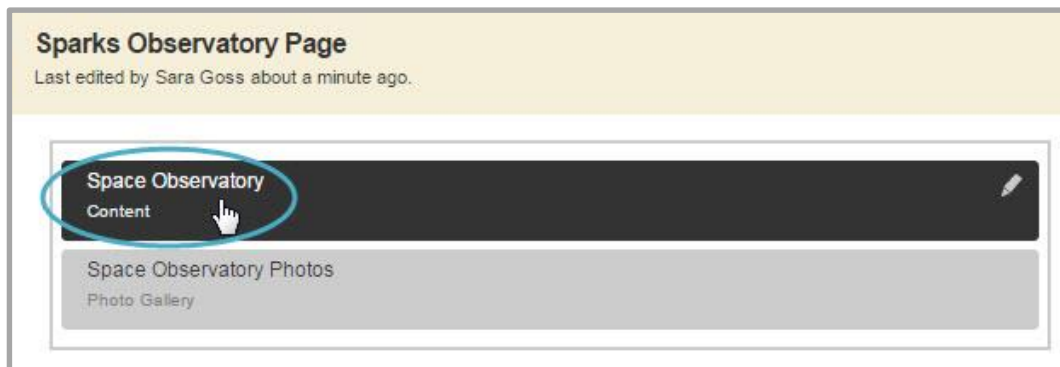 Sparks Observatory Page
Last edited by Sara Goss about a minute ago.
Space Observatory
Content
Space Observatory Photos
Photo Gallery